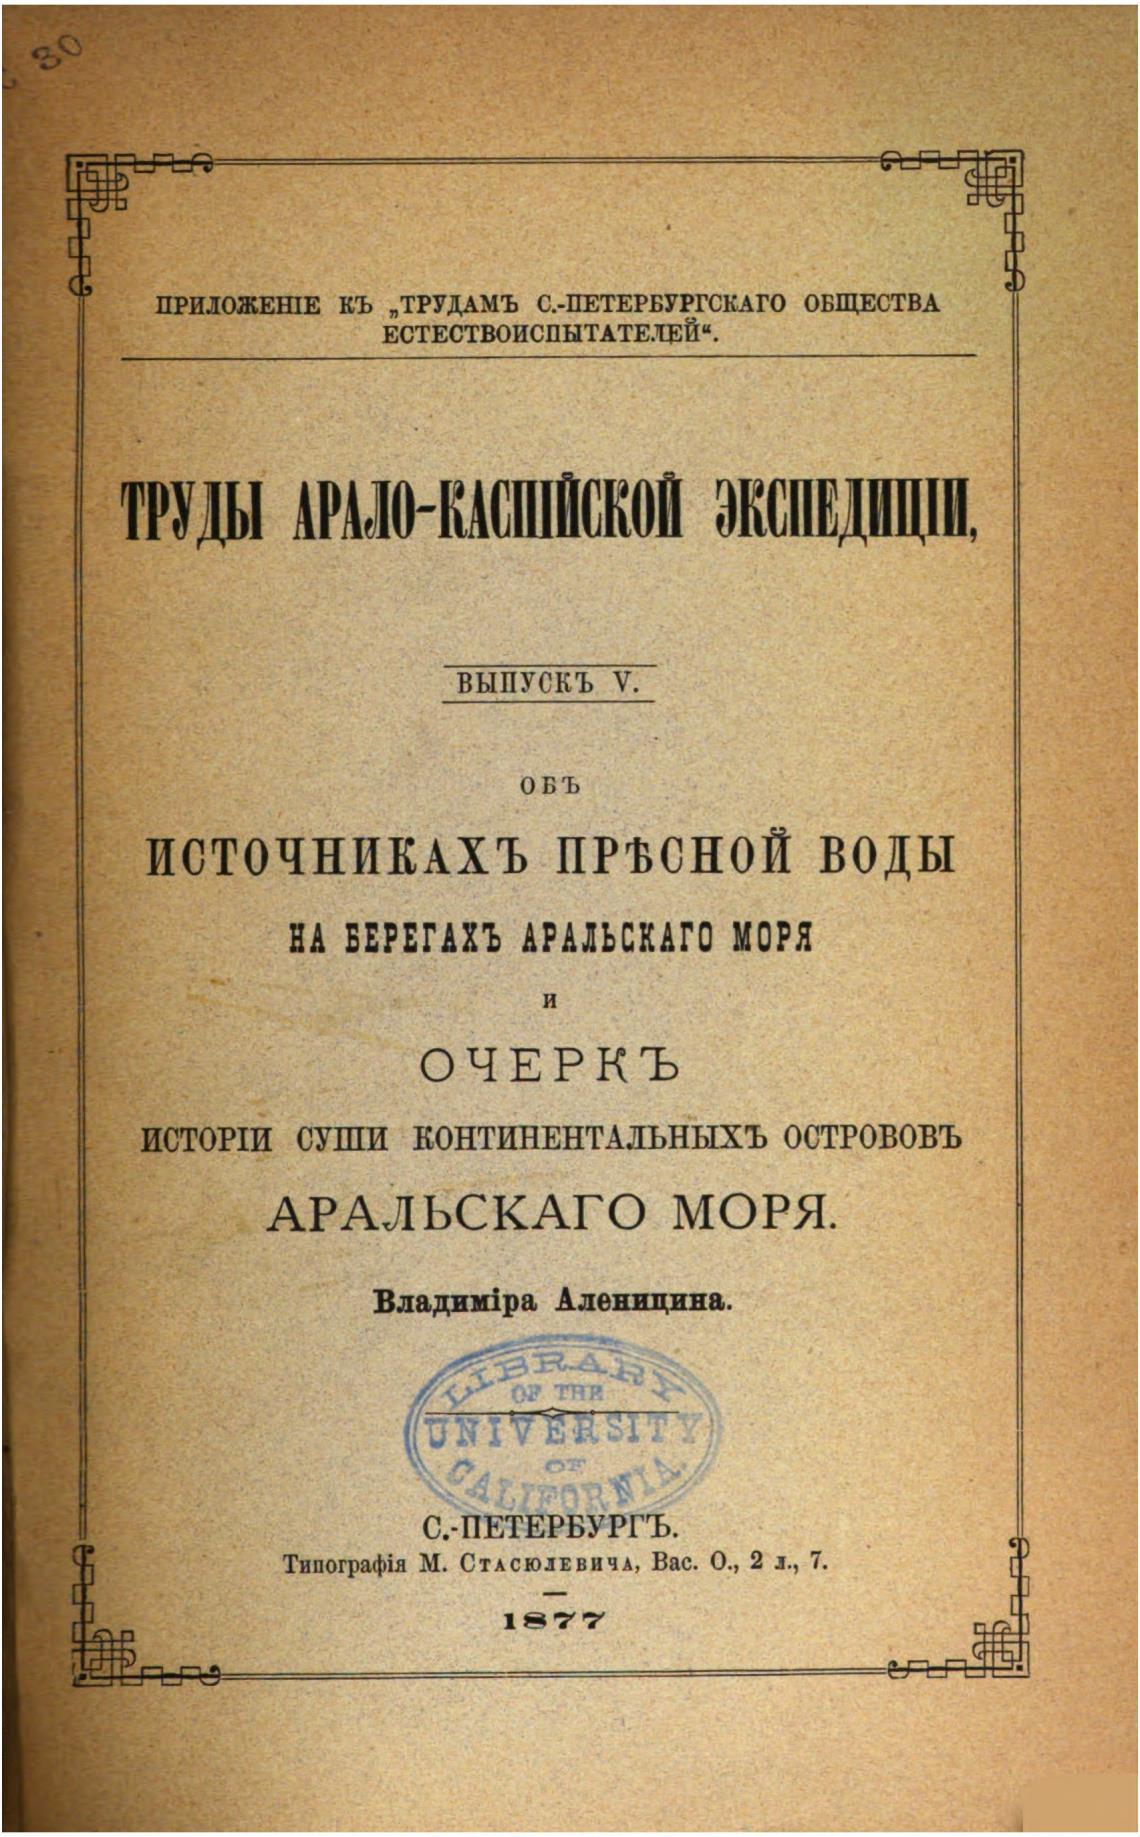 30
ПРИЛОЖЕНІЕ КЪ „ТРУДАМЪ С.-ПЕТЕРБУРГСКАГО ОБЩЕСТВА
ЕСТЕСТВОИСПЫТАТЕЛЕЙ“.
ТРУДЫ АРАЛО-КАСПІЙСКОЙ ЭКСПЕДИЦІИ,
ВЫПУСКЪ V.
ОБЪ
ИСТОЧНИКАХЪ ПРѢСНОЙ ВОДЫ
НА БЕРЕГАХЪ АРАЛЬСКАГО МОРЯ
И
ОЧЕРКЪ
ИСТОРІИ СУШИ КОНТИНЕНТАЛЬНЫХЪ ОСТРОВОВЪ
АРАЛЬСКАГО МОРЯ.
Владиміра Аленицина.
LIBRARY
OF THE
UNIVERSITY
OF
CALIFORNIA.
С.-ПЕТЕРБУРГЪ.
Типографія М. Стасюлевича, Вас. О., 2 л., 7.
1877